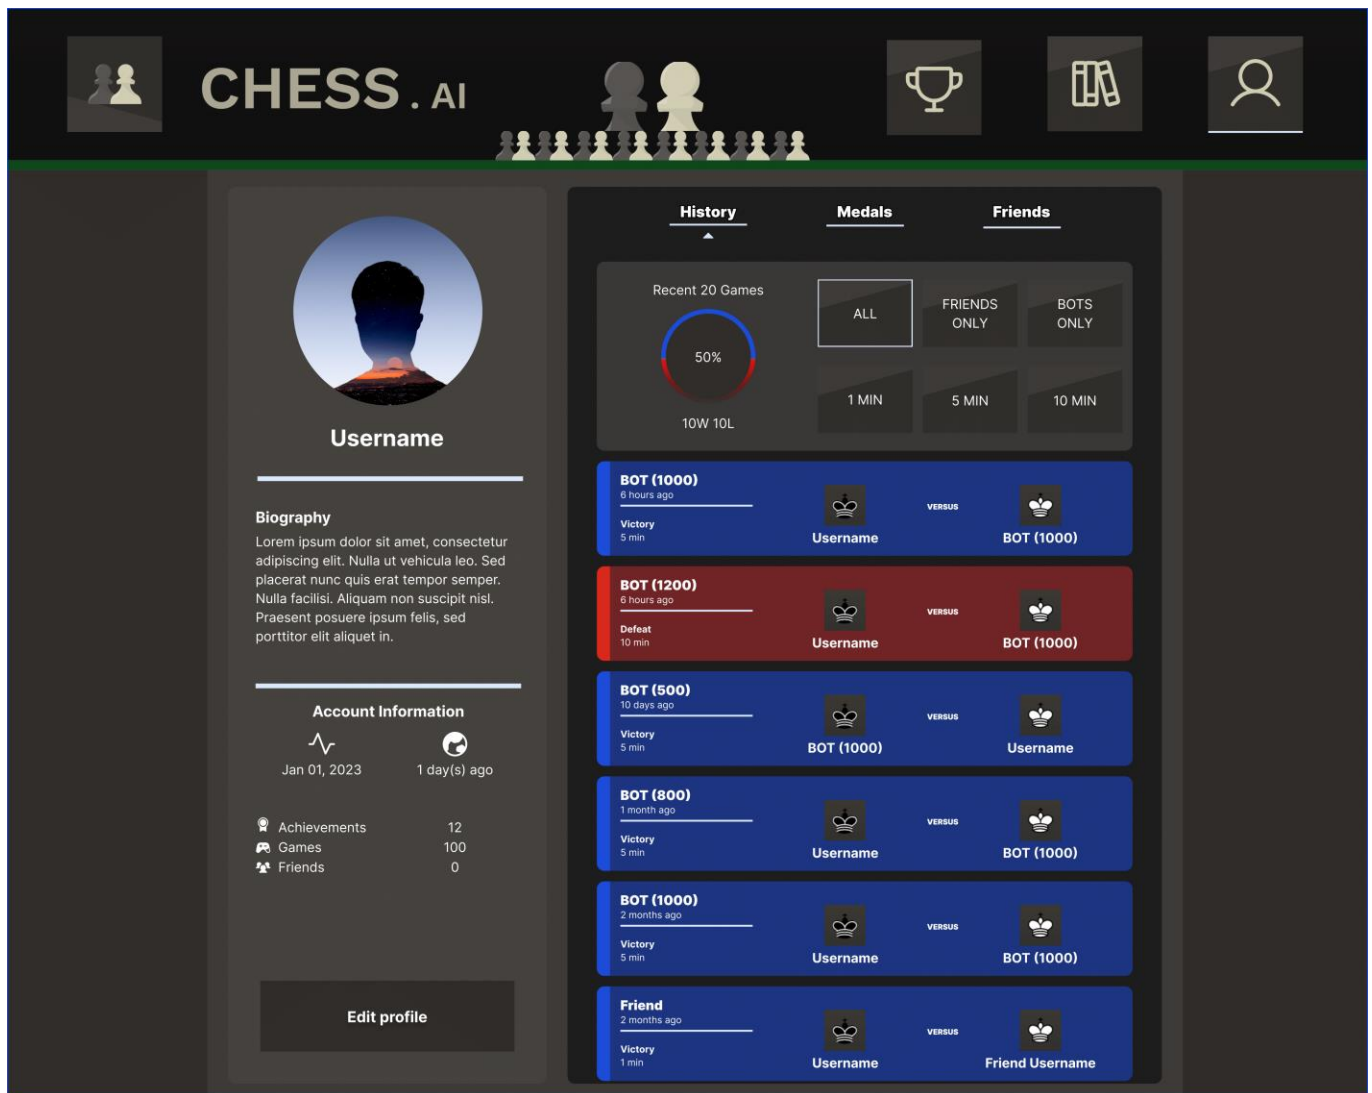 CHESS . AI
Username
Biography
Lorem ipsum dolor sit amet, consectetur
adipiscing elit. Nulla ut vehicula leo. Sed
placerat nunc quis erat tempor semper.
Nulla facilisi. Aliquam non suscipit nisl.
Praesent posuere ipsum felis, sed
porttitor elit aliquet in.
Account Information
Jan 01, 2023 1 day(s) ago
Achievements 12
Games 100
Friends 0
Edit profile
History Medals Friends
Recent 20 Games
50%
10W 10L
ALL
FRIENDS
ONLY
BOTS
ONLY
1 MIN 5 MIN 10 MIN
BOT (1000)
6 hours ago
Victory
5 min
Username VERSUS BOT (1000)
BOT (1200)
6 hours ago
Defeat
10 min
Username VERSUS BOT (1000)
BOT (500)
10 days ago
Victory
5 min
BOT (1000) VERSUS Username
BOT (800)
1 month ago
Victory
5 min
Username VERSUS BOT (1000)
BOT (1000)
2 months ago
Victory
5 min
Username VERSUS BOT (1000)
Friend
2 months ago
Victory
1 min
Username VERSUS Friend Username